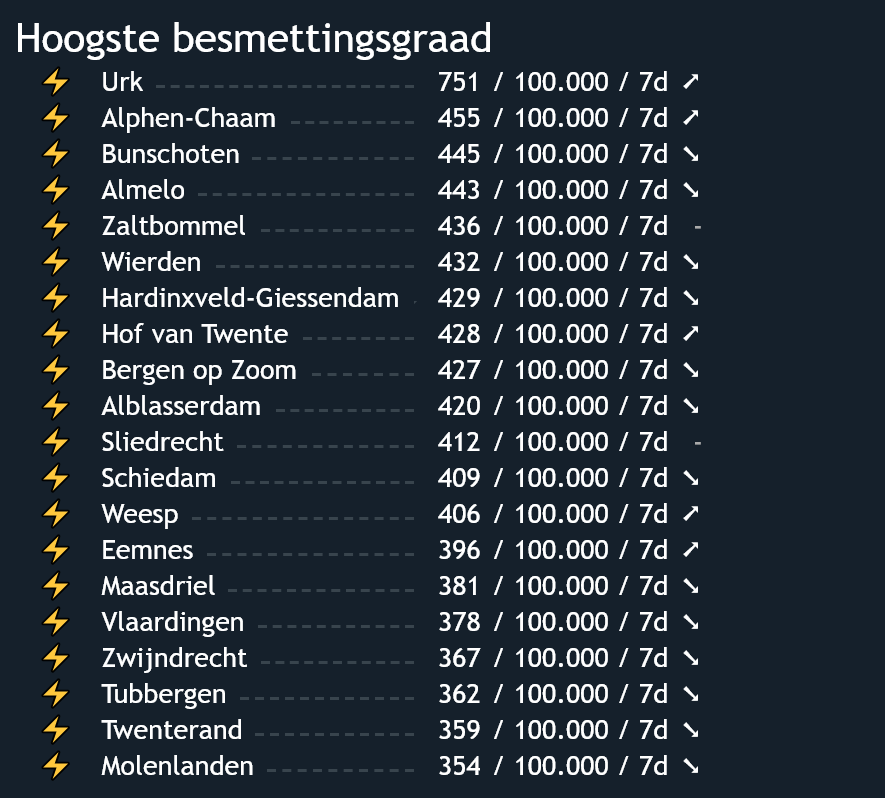 Hoogste besmettingsgraad
⚡ Urk 751 / 100.000 / 7d ➚
⚡ Alphen-Chaam 455 / 100.000 / 7d ➚
⚡ Bunschoten 445 / 100.000 / 7d ➘
⚡ Almelo 443 / 100.000 / 7d ➘
⚡ Zaltbommel 436 / 100.000 / 7d -
⚡ Wierden 432 / 100.000 / 7d ➘
⚡ Hardinxveld-Giessendam 429 / 100.000 / 7d ➘
⚡ Hof van Twente 428 / 100.000 / 7d ➚
⚡ Bergen op Zoom 427 / 100.000 / 7d ➘
⚡ Alblasserdam 420 / 100.000 / 7d ➘
⚡ Sliedrecht 412 / 100.000 / 7d -
⚡ Schiedam 409 / 100.000 / 7d ➘
⚡ Weesp 406 / 100.000 / 7d ➚
⚡ Eemnes 396 / 100.000 / 7d ➚
⚡ Maasdriel 381 / 100.000 / 7d ➘
⚡ Vlaardingen 378 / 100.000 / 7d ➘
⚡ Zwijndrecht 367 / 100.000 / 7d ➘
⚡ Tubbergen 362 / 100.000 / 7d ➘
⚡ Twenterand 359 / 100.000 / 7d ➘
⚡ Molenlanden 354 / 100.000 / 7d ➘